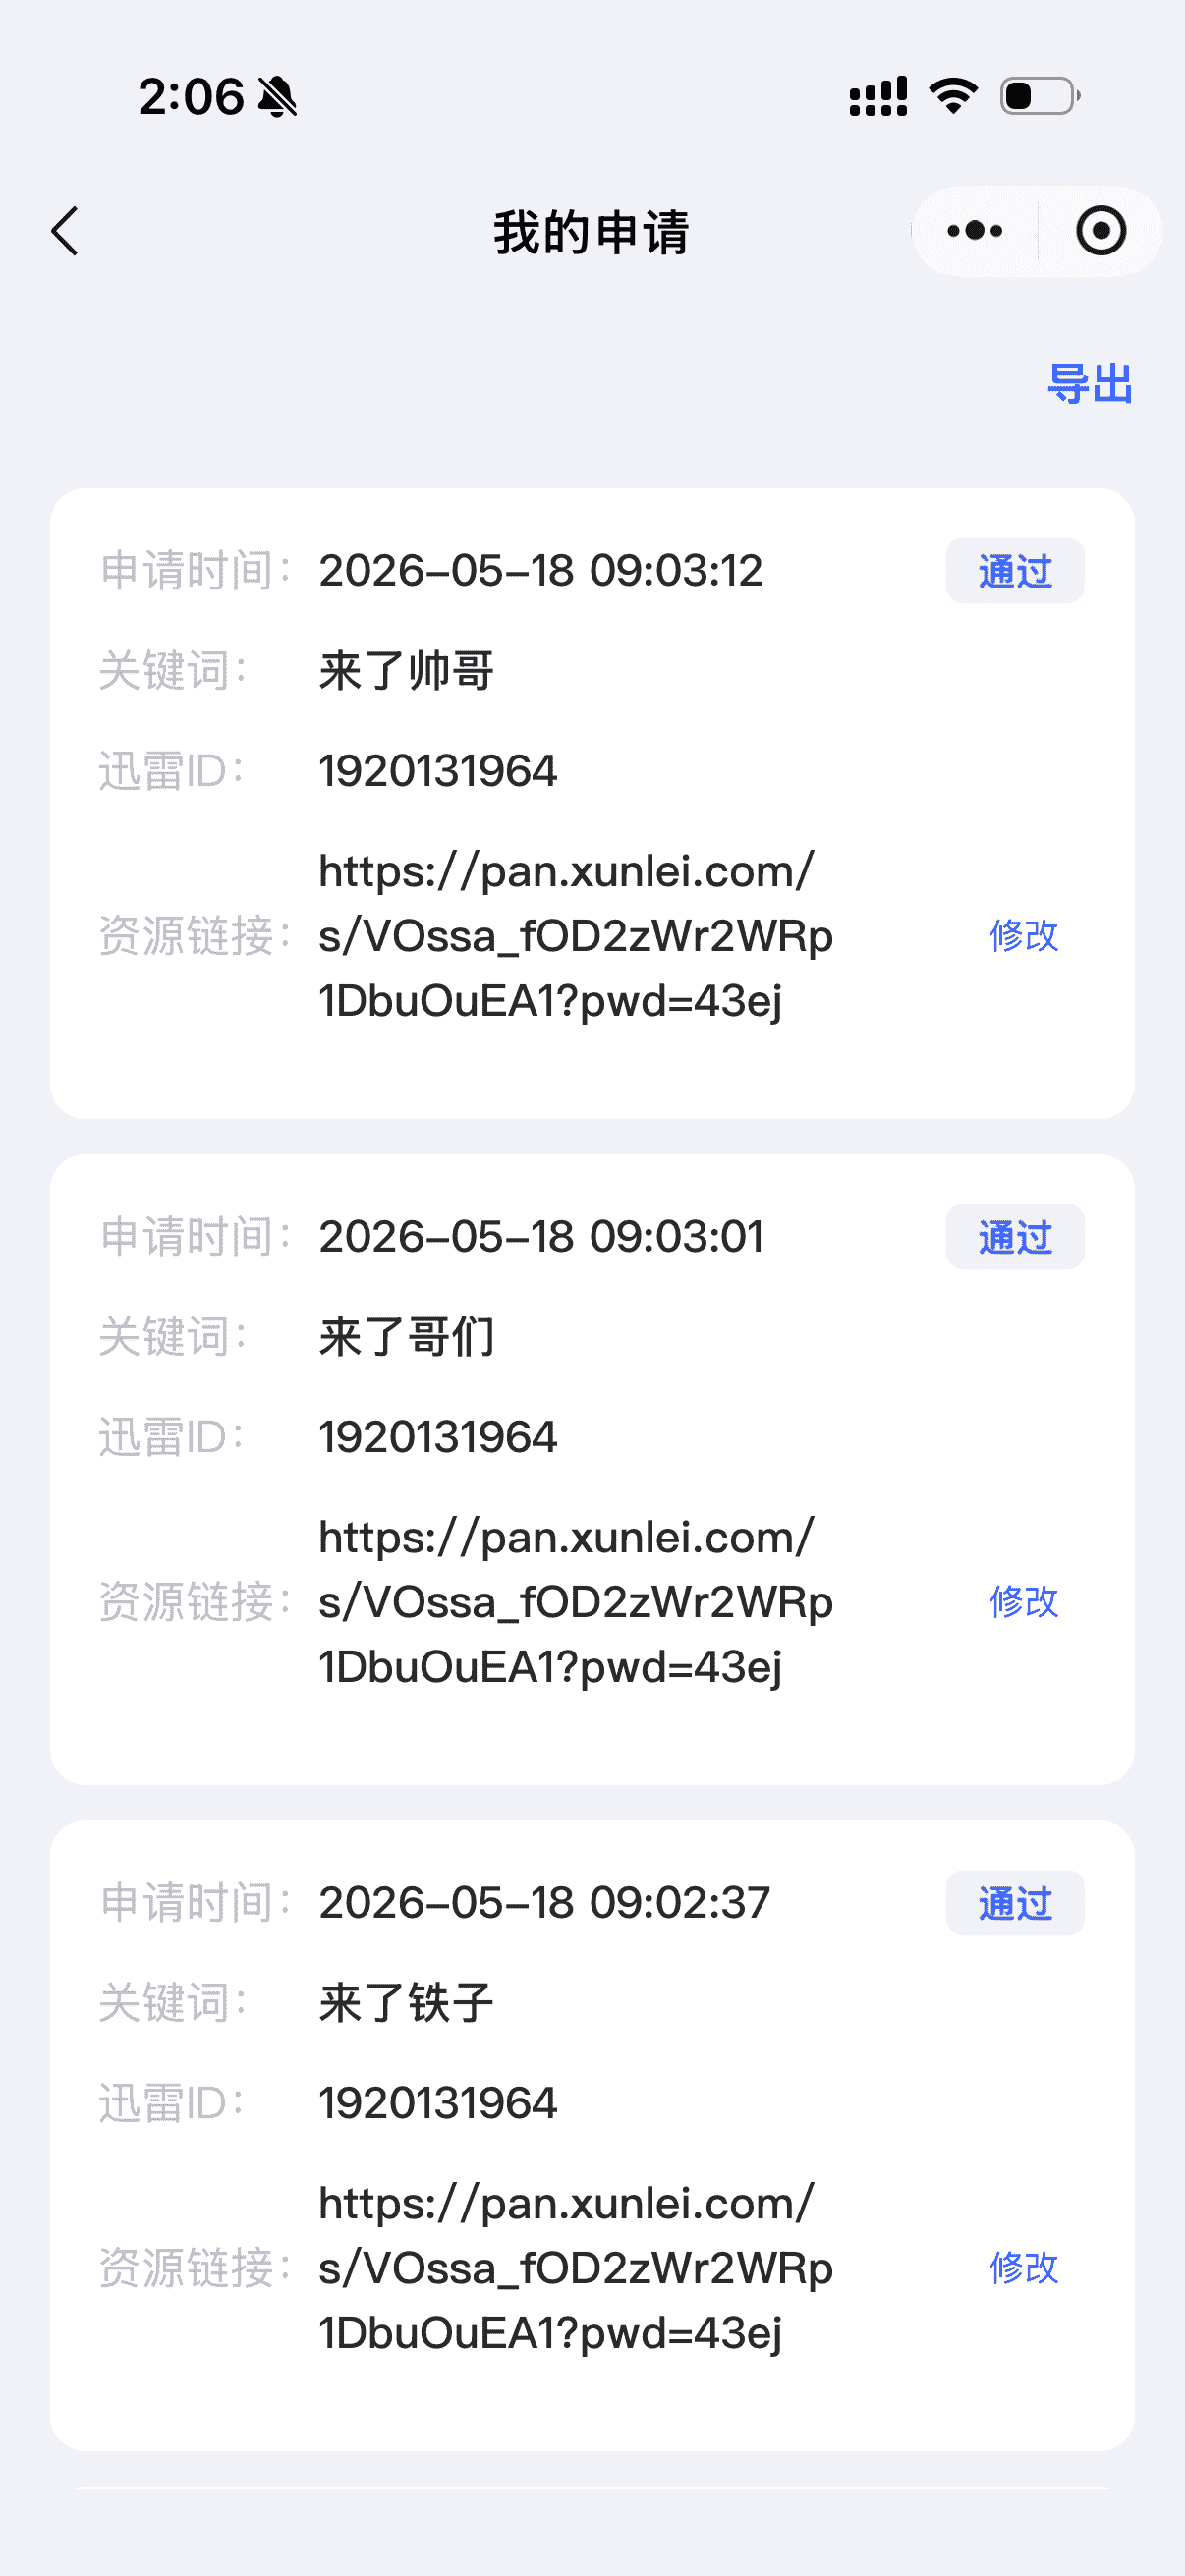 2:06
我的申请
导出
申请时间： 2026-05-18 09:03:12 通过
关键词： 来了帅哥
迅雷ID： 1920131964
https://pan.xunlei.com/
资源链接： s/VOssa_fOD2zWr2WRp 修改
1DbuOuEA1?pwd=43ej
申请时间： 2026-05-18 09:03:01 通过
关键词： 来了哥们
迅雷ID： 1920131964
https://pan.xunlei.com/
资源链接： s/VOssa_fOD2zWr2WRp 修改
1DbuOuEA1?pwd=43ej
申请时间： 2026-05-18 09:02:37 通过
关键词： 来了铁子
迅雷ID： 1920131964
https://pan.xunlei.com/
资源链接： s/VOssa_fOD2zWr2WRp 修改
1DbuOuEA1?pwd=43ej